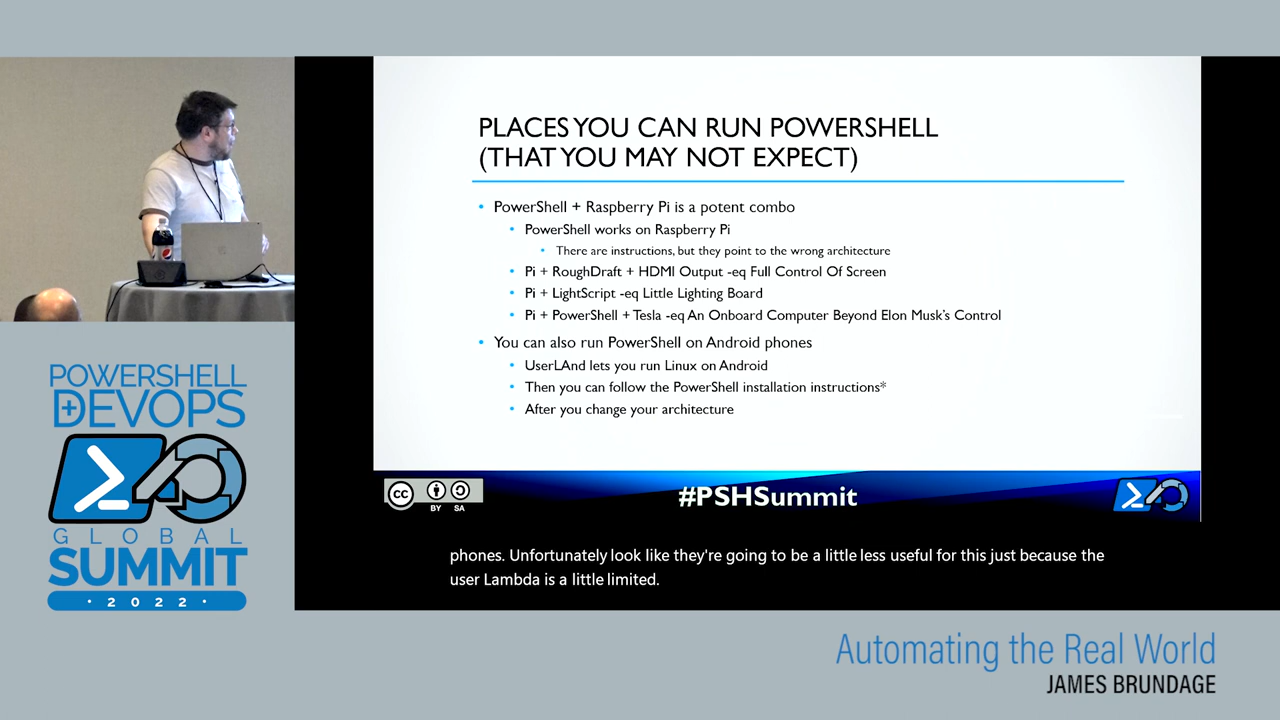 PLACES YOU CAN RUN POWERSHELL
(THAT YOU MAY NOT EXPECT)
• PowerShell + Raspberry Pi is a potent combo
• PowerShell works on Raspberry Pi
• There are instructions, but they point to the wrong architecture
• Pi + RoughDraft + HDMI Output -eq Full Control Of Screen
• Pi + LightScript -eq Little Lighting Board
• Pi + PowerShell + Tesla -eq An Onboard Computer Beyond Elon Musk's Control
• You can also run PowerShell on Android phones
• UserLAnd lets you run Linux on Android
• Then you can follow the PowerShell installation instructions*
• After you change your architecture
cc BY SA
#PSHSummit
phones. Unfortunately look like they're going to be a little less useful for this just because the
user Lambda is a little limited.
POWERSHELL
+DEVOPS
GLOBAL
SUMMIT
• 2022 •
Automating the Real World
JAMES BRUNDAGE